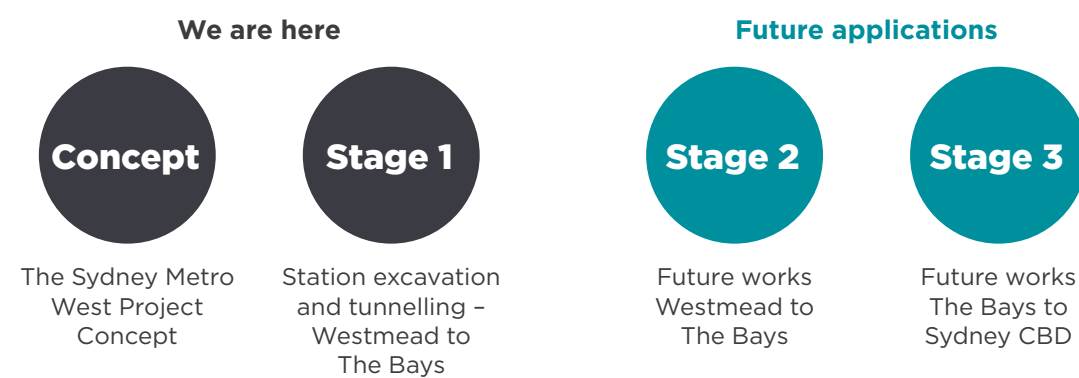 We are here
Concept
The Sydney Metro
West Project
Concept
Stage 1
Station excavation
and tunnelling –
Westmead to
The Bays
Future applications
Stage 2
Future works
Westmead to
The Bays
Stage 3
Future works
The Bays to
Sydney CBD